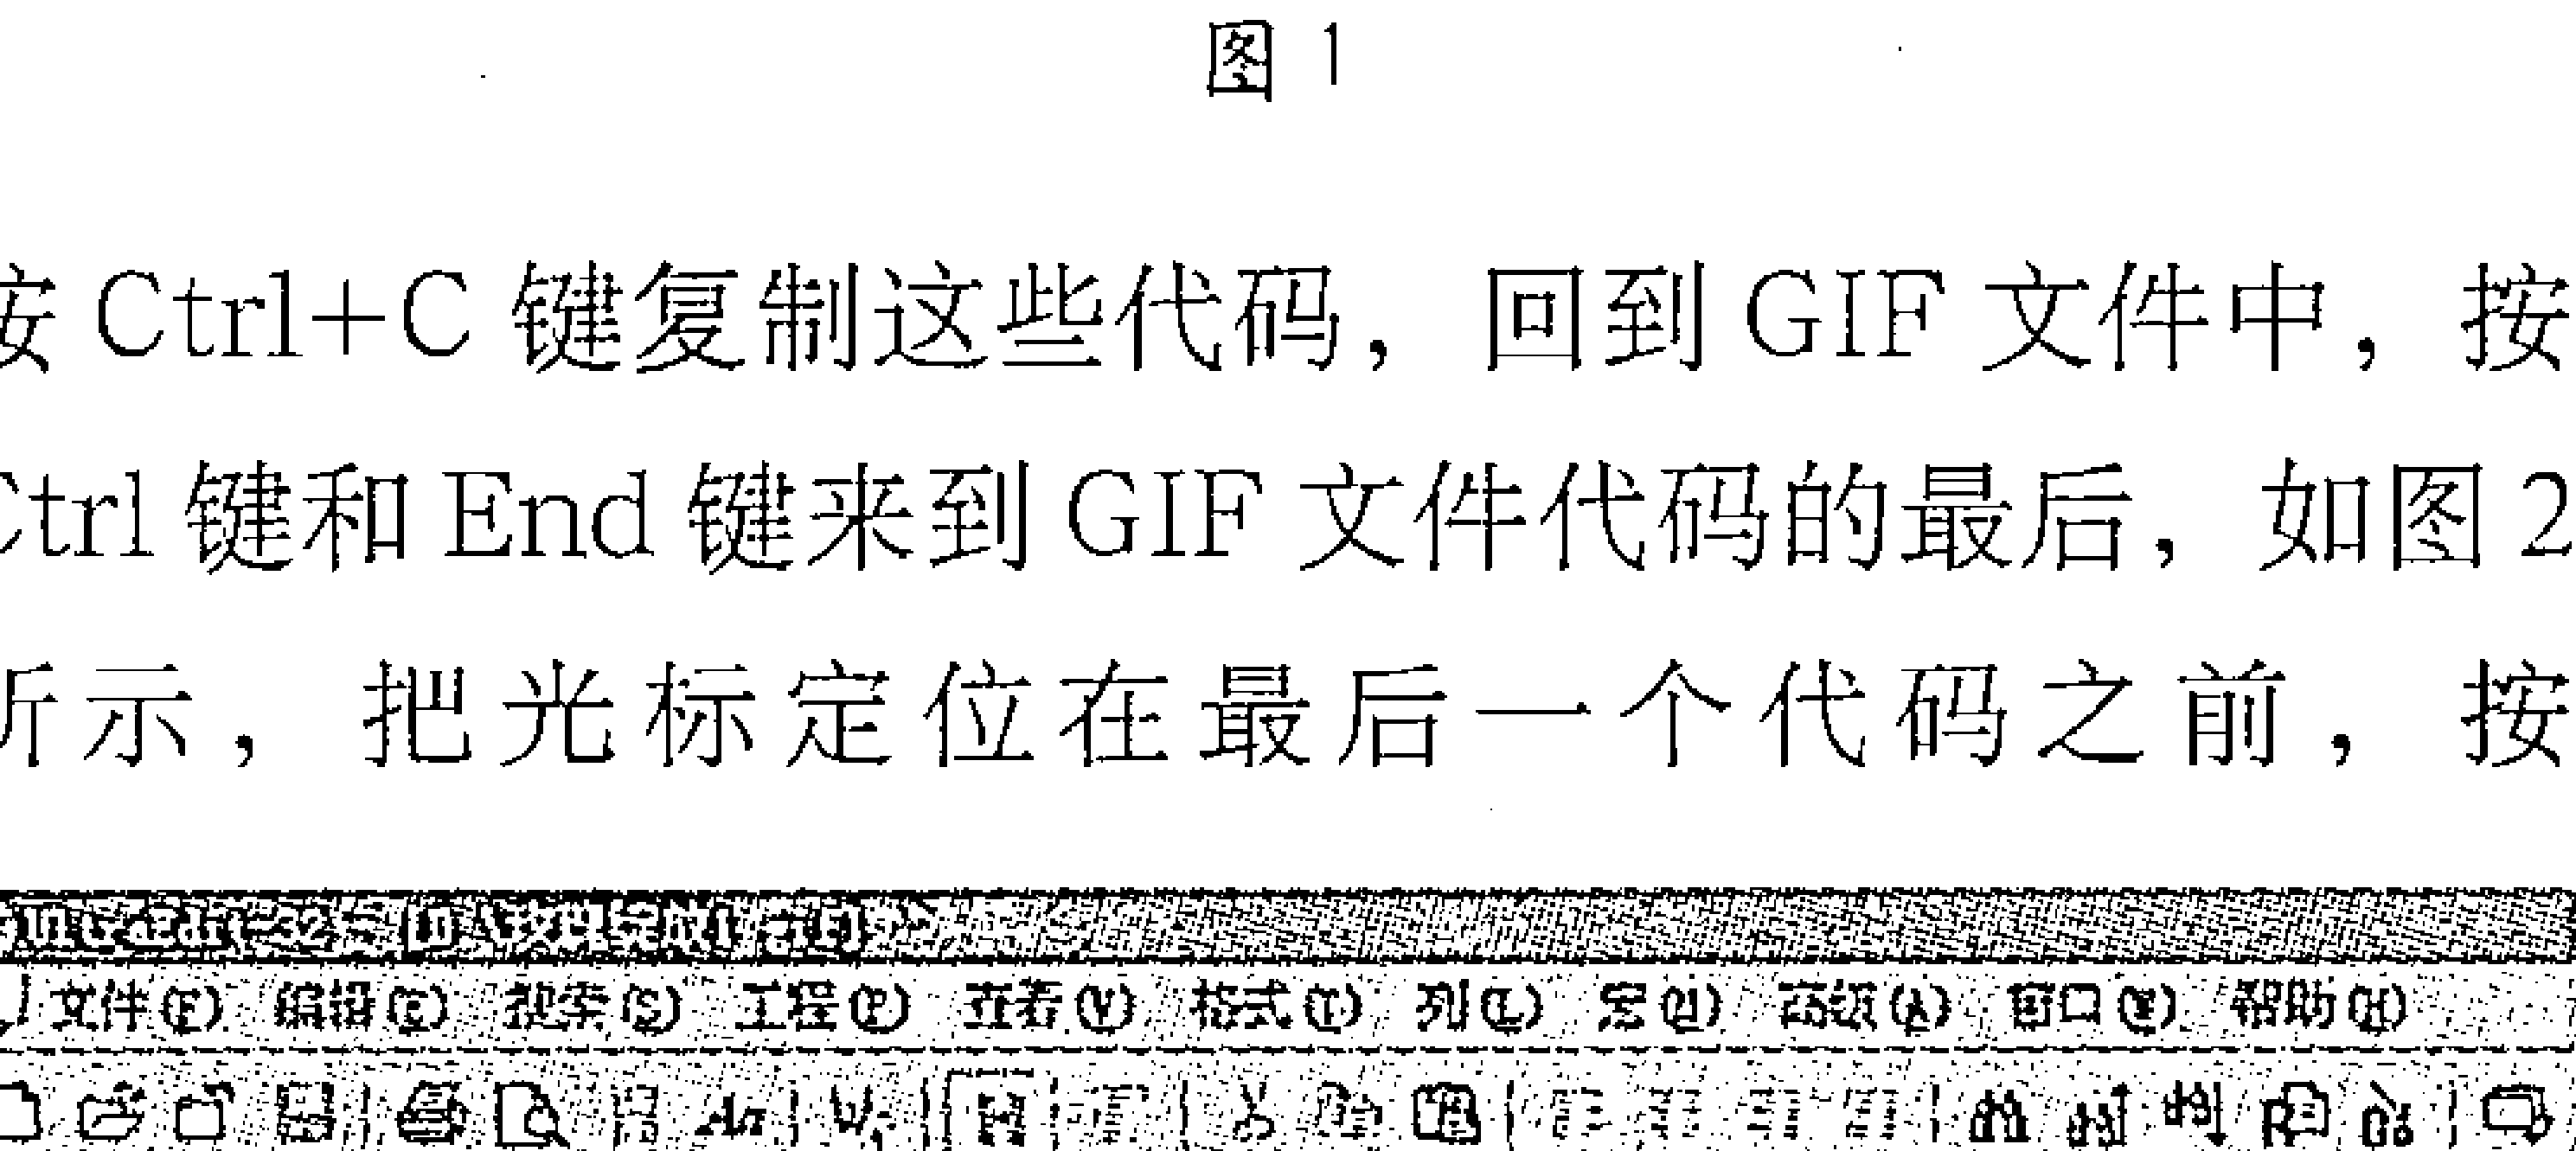 图 1
按 Ctrl+C 键复制这些代码，回到 GIF 文件中，按
Ctrl 键和 End 键来到 GIF 文件代码的最后，如图 2
所示，把光标定位在最后一个代码之前，按
文件(F) 编辑(E) 搜索(S) 工程(P) 查看(V) 格式(T) 列(L) 宏(M) 高级(A) 窗口(W) 帮助(H)